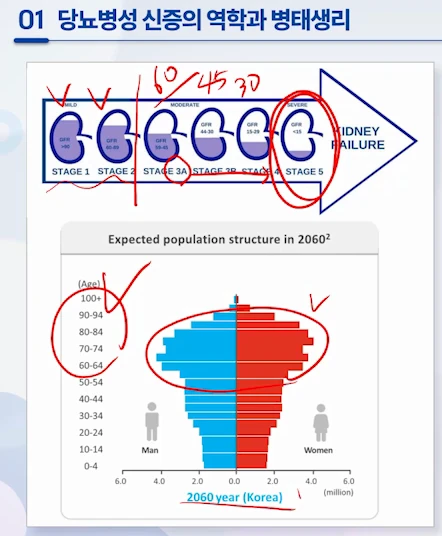 01 당뇨병성 신증의 역학과 병태생리
60 45 30
MILD MODERATE SEVERE
GFR >90
GFR 60-89
GFR 59-45
GFR 44-30
GFR 15-29
GFR <15
KIDNEY FAILURE
STAGE 1 STAGE 2 STAGE 3A STAGE 3B STAGE 4 STAGE 5
Expected population structure in 2060²
(Age)
100+
90-94
80-84
70-74
60-64
50-54
40-44
30-34
20-24
10-14
0-4
Man Women
6.0 4.0 2.0 0.0 2.0 4.0 6.0
(million)
2060 year (Korea)